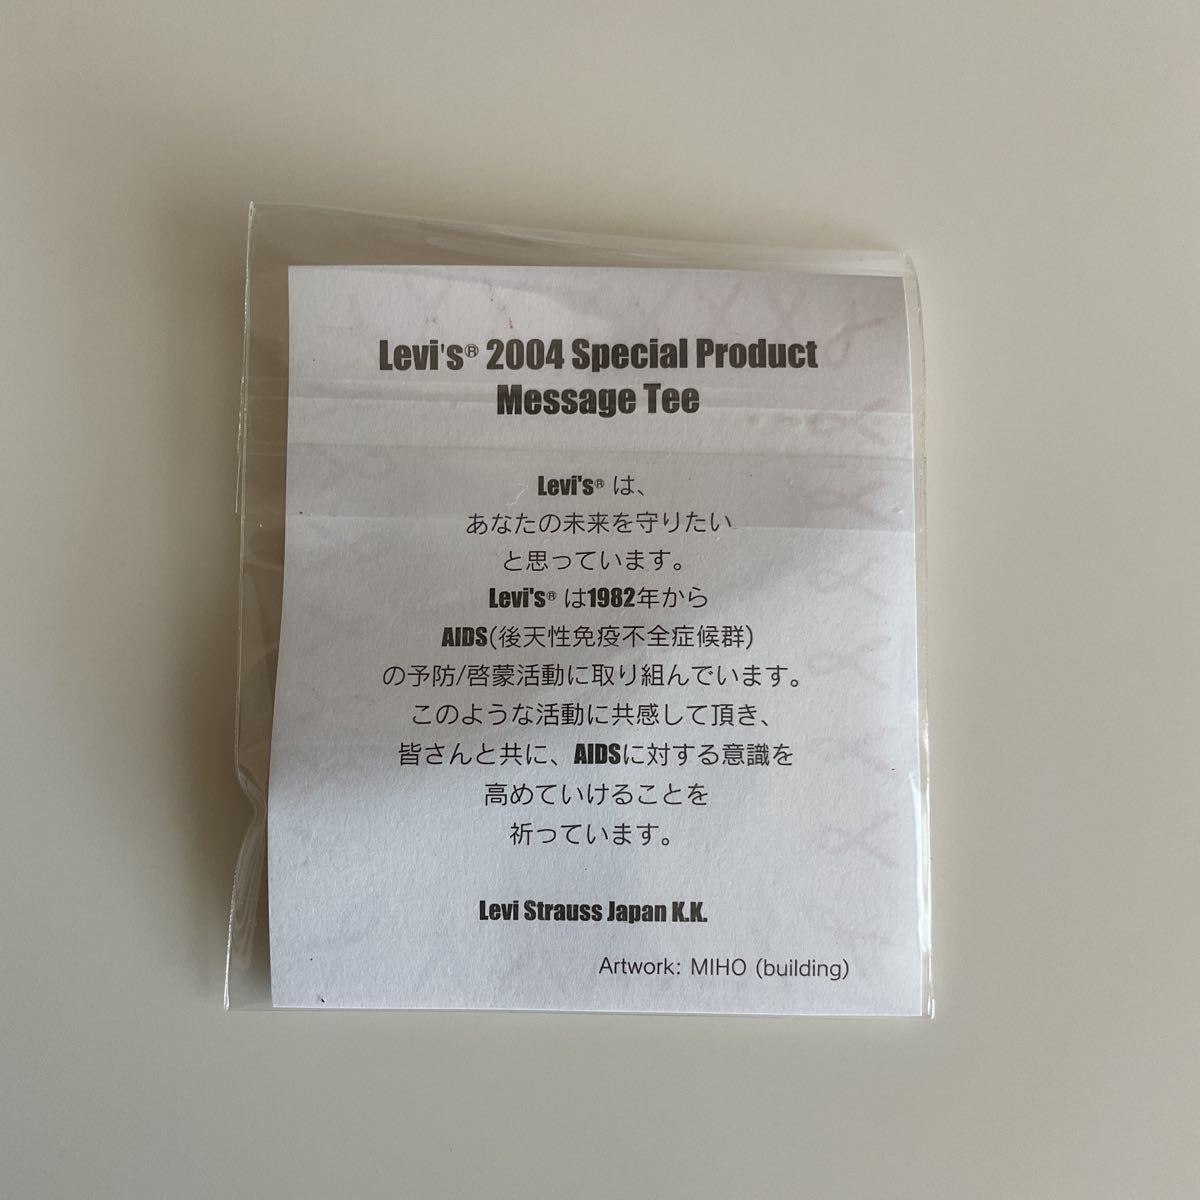 Levi's® 2004 Special Product
Message Tee
Levi's® は、
あなたの未来を守りたい
と思っています。
Levi's® は1982年から
AIDS(後天性免疫不全症候群)
の予防/啓蒙活動に取り組んでいます。
このような活動に共感して頂き、
皆さんと共に、AIDSに対する意識を
高めていけることを
祈っています。
Levi Strauss Japan K.K.
Artwork: MIHO (building)